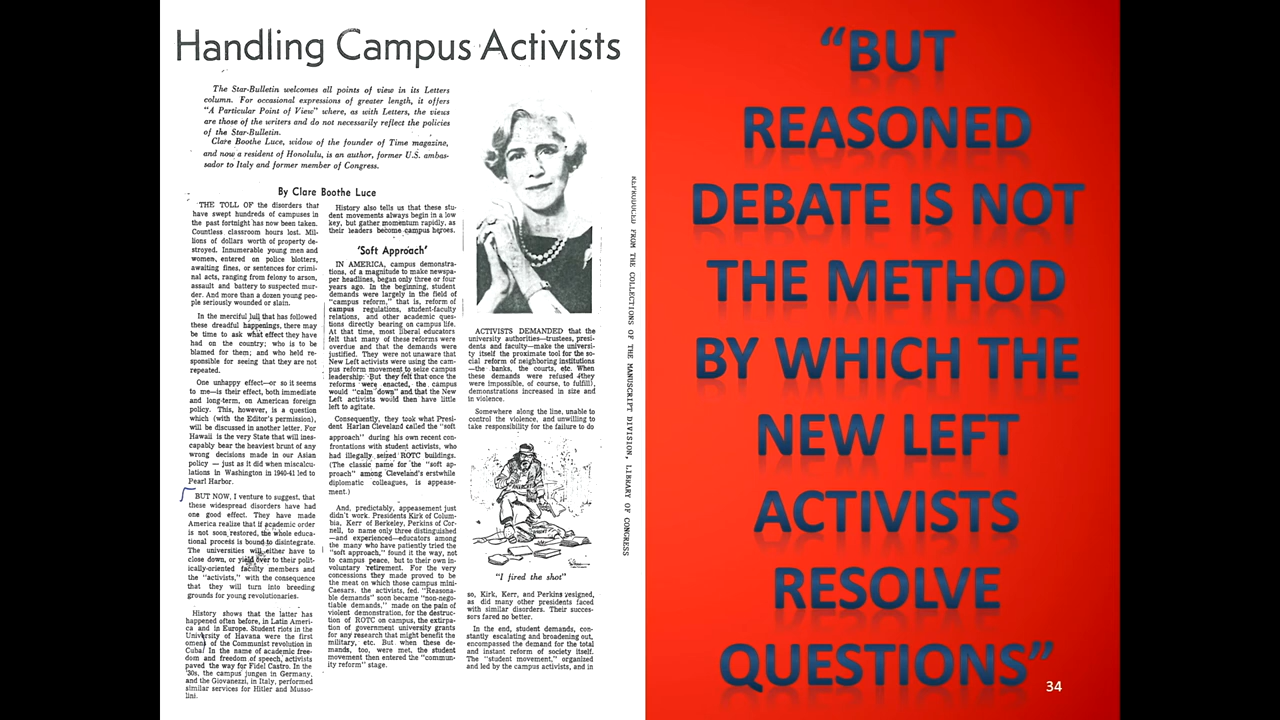 Handling Campus Activists
The Star-Bulletin welcomes all points of view in its Letters
column. For occasional expressions of greater length, it offers
"A Particular Point of View" where, as with Letters, the views
are those of the writers and do not necessarily reflect the policies
of the Star-Bulletin.
Clare Boothe Luce, widow of the founder of Time magazine,
and now a resident of Honolulu, is an author, former U.S. ambas-
sador to Italy and former member of Congress.
By Clare Boothe Luce
THE TOLL OF the disorders that
have swept hundreds of campuses in
the past fortnight has now been taken.
Countless classroom hours lost. Mil-
lions of dollars worth of property de-
stroyed. Innumerable young men and
women, entered on police blotters,
awaiting fines, or sentences for crimi-
nal acts, ranging from felony to arson,
assault and battery to suspected mur-
der. And more than a dozen young peo-
ple seriously wounded or slain.
In the merciful lull that has followed
these dreadful happenings, there may
be time to ask what effect they have
had on the country; who is to be
blamed for them; and who held re-
sponsible for seeing that they are not
repeated.
One unhappy effect—or so it seems
to me—is their effect, both immediate
and long-term, on American foreign
policy. This, however, is a question
which (with the Editor's permission),
will be discussed in another letter. For
Hawaii is the very State that will ines-
capably bear the heaviest brunt of any
wrong decisions made in our Asian
policy — just as it did when miscalcu-
lations in Washington in 1940-41 led to
Pearl Harbor.
BUT NOW, I venture to suggest, that
these widespread disorders have had
one good effect. They have made
America realize that if academic order
is not soon restored, the whole educa-
tional process is bound to disintegrate.
The universities will either have to
close down, or yield over to their polit-
ically-oriented faculty members and
the "activists," with the consequence
that they will turn into breeding
grounds for young revolutionaries.
History shows that the latter has
happened often before, in Latin Ameri-
ca and in Europe. Student riots in the
University of Havana were the first
omens of the Communist revolution in
Cuba. In the name of academic free-
dom and freedom of speech, activists
paved the way for Fidel Castro. In the
'30s, the campus jungen in Germany,
and the Giovanezzi, in Italy, performed
similar services for Hitler and Musso-
lini.
History also tells us that these stu-
dent movements always begin in a low
key, but gather momentum rapidly, as
their leaders become campus heroes.
'Soft Approach'
IN AMERICA, campus demonstra-
tions, of a magnitude to make newspa-
per headlines, began only three or four
years ago. In the beginning, student
demands were largely in the field of
"campus reform," that is, reform of
campus regulations, student-faculty
relations, and other academic ques-
tions directly bearing on campus life.
At that time, most liberal educators
felt that many of these reforms were
overdue and that the demands were
justified. They were not unaware that
New Left activists were using the cam-
pus reform movement to seize campus
leadership. But they felt that once the
reforms were enacted, the campus
would "calm down" and that the New
Left activists would then have little
left to agitate.
Consequently, they took what Presi-
dent Harlan Cleveland called the "soft
approach" during his own recent con-
frontations with student activists, who
had illegally seized ROTC buildings.
(The classic name for the "soft ap-
proach" among Cleveland's erstwhile
diplomatic colleagues, is appease-
ment.)
And, predictably, appeasement just
didn't work. Presidents Kirk of Colum-
bia, Kerr of Berkeley, Perkins of Cor-
nell, to name only three distinguished
—and experienced—educators among
the many who have patiently tried the
"soft approach," found it the way, not
to campus peace, but to their own in-
voluntary retirement. For the very
concessions they made proved to be
the meat on which those campus mini-
Caesars, the activists, fed. "Reasona-
ble demands" soon became "non-nego-
tiable demands," made on the pain of
violent demonstration, for the destruc-
tion of ROTC on campus, the extirpa-
tion of government university grants
for any research that might benefit the
military, etc. But when these de-
mands, too, were met, the student
movement then entered the "commun-
ity reform" stage.
ACTIVISTS DEMANDED that the
university authorities—trustees, presi-
dents and faculty—make the universi-
ty itself the proximate tool for the so-
cial reform of neighboring institutions
—the banks, the courts, etc. When
these demands were refused (they
were impossible, of course, to fulfill),
demonstrations increased in size and
in violence.
Somewhere along the line, unable to
control the violence, and unwilling to
take responsibility for the failure to do
"I fired the shot"
so, Kirk, Kerr, and Perkins resigned,
as did many other presidents faced
with similar disorders. Their succes-
sors fared no better.
In the end, student demands, con-
stantly escalating and broadening out,
encompassed the demand for the total
and instant reform of society itself.
The "student movement," organized
and led by the campus activists, and in
REPRODUCED FROM THE COLLECTIONS OF THE MANUSCRIPT DIVISION, LIBRARY OF CONGRESS
“BUT
REASONED
DEBATE IS NOT
THE METHOD
BY WHICH THE
NEW LEFT
ACTIVISTS
RESOLVE
QUESTIONS”
34